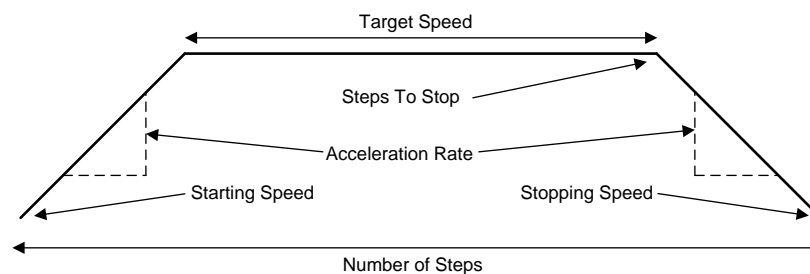 Target Speed
Steps To Stop
Acceleration Rate
Starting Speed
Stopping Speed
Number of Steps